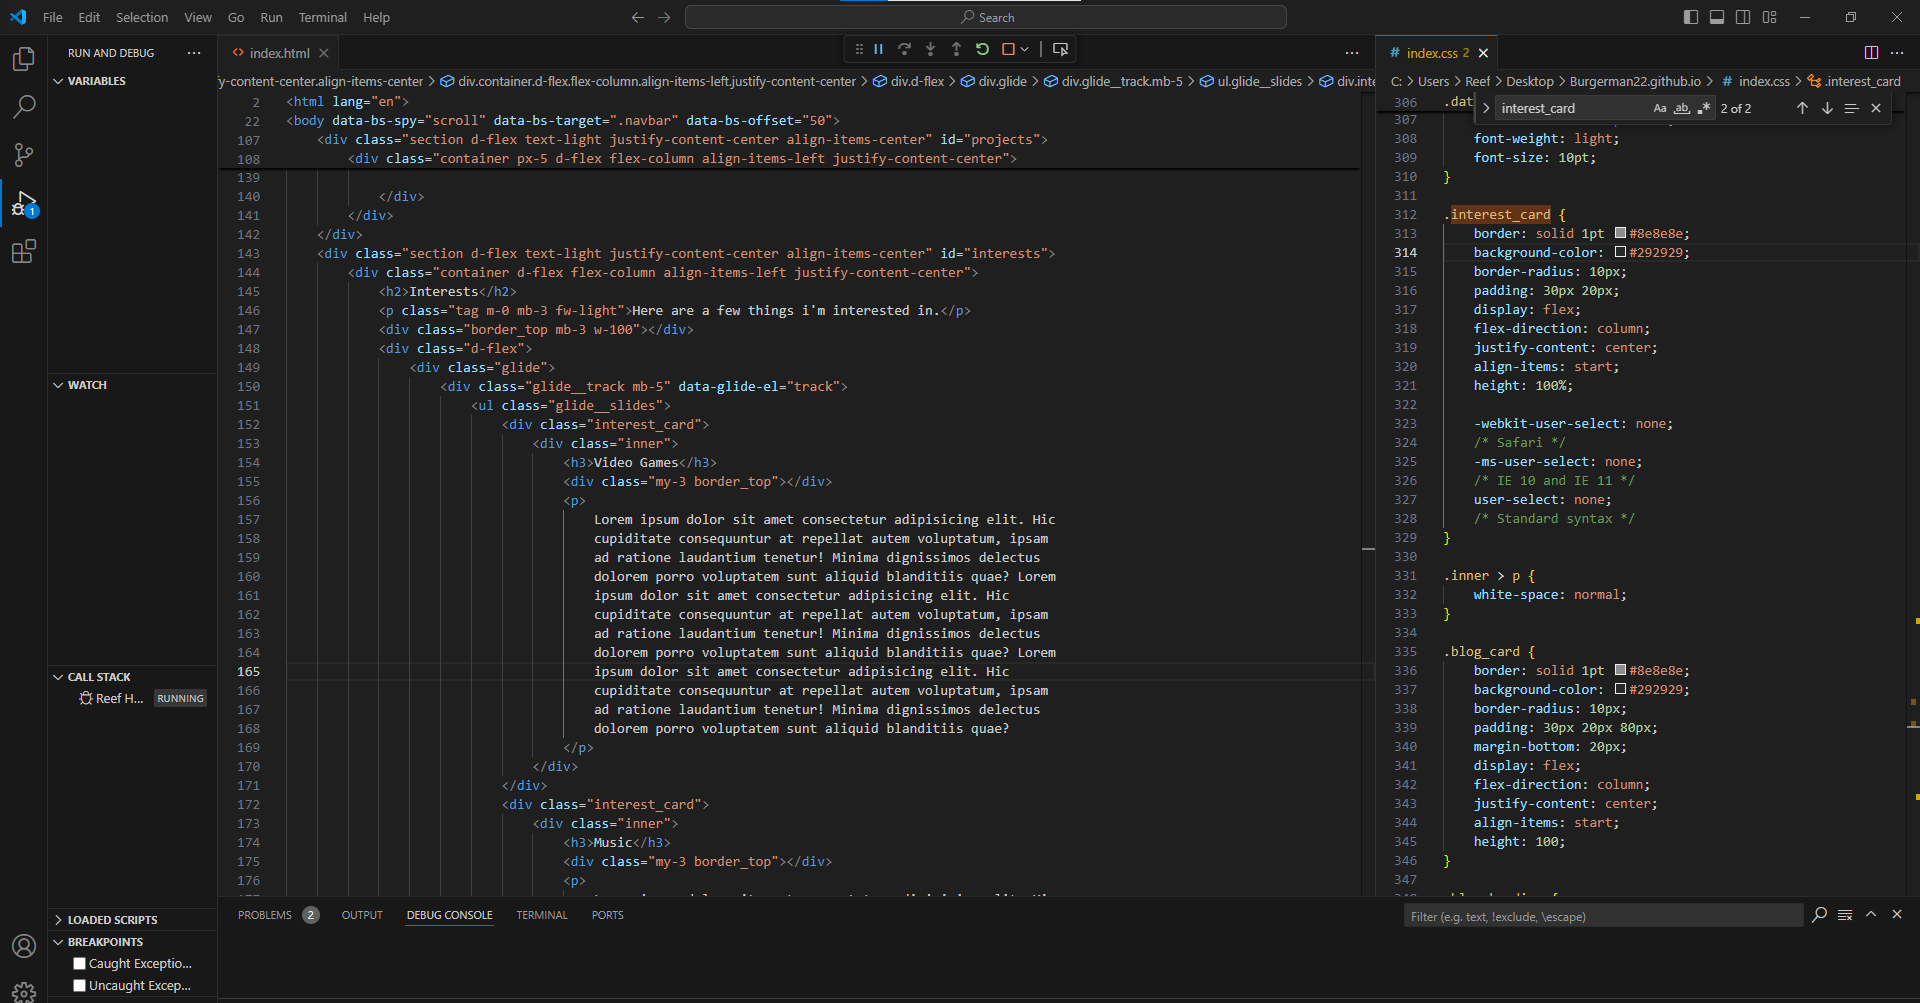 File Edit Selection View Go Run Terminal Help
Search
RUN AND DEBUG
VARIABLES
WATCH
CALL STACK
Reef H... RUNNING
LOADED SCRIPTS
BREAKPOINTS
Caught Exceptio...
Uncaught Excep...
1
index.html
fy-content-center.align-items-center > div.container.d-flex.flex-column.align-items-left.justify-content-center > div.d-flex > div.glide > div.glide__track.mb-5 > ul.glide__slides > div.inte
2 <html lang="en">
22 <body data-bs-spy="scroll" data-bs-target=".navbar" data-bs-offset="50">
107 <div class="section d-flex text-light justify-content-center align-items-center" id="projects">
108 <div class="container px-5 d-flex flex-column align-items-left justify-content-center">
139
140 </div>
141 </div>
142 </div>
143 <div class="section d-flex text-light justify-content-center align-items-center" id="interests">
144 <div class="container d-flex flex-column align-items-left justify-content-center">
145 <h2>Interests</h2>
146 <p class="tag m-0 mb-3 fw-light">Here are a few things i'm interested in.</p>
147 <div class="border_top mb-3 w-100"></div>
148 <div class="d-flex">
149 <div class="glide">
150 <div class="glide__track mb-5" data-glide-el="track">
151 <ul class="glide__slides">
152 <div class="interest_card">
153 <div class="inner">
154 <h3>Video Games</h3>
155 <div class="my-3 border_top"></div>
156 <p>
157 Lorem ipsum dolor sit amet consectetur adipisicing elit. Hic
158 cupiditate consequuntur at repellat autem voluptatum, ipsam
159 ad ratione laudantium tenetur! Minima dignissimos delectus
160 dolorem porro voluptatem sunt aliquid blanditiis quae? Lorem
161 ipsum dolor sit amet consectetur adipisicing elit. Hic
162 cupiditate consequuntur at repellat autem voluptatum, ipsam
163 ad ratione laudantium tenetur! Minima dignissimos delectus
164 dolorem porro voluptatem sunt aliquid blanditiis quae? Lorem
165 ipsum dolor sit amet consectetur adipisicing elit. Hic
166 cupiditate consequuntur at repellat autem voluptatum, ipsam
167 ad ratione laudantium tenetur! Minima dignissimos delectus
168 dolorem porro voluptatem sunt aliquid blanditiis quae?
169 </p>
170 </div>
171 </div>
172 <div class="interest_card">
173 <div class="inner">
174 <h3>Music</h3>
175 <div class="my-3 border_top"></div>
176 <p>
# index.css 2
C: > Users > Reef > Desktop > Burgerman22.github.io > # index.css > .interest_card
interest_card Aa ab 2 of 2
306 .dat
307
308 font-weight: light;
309 font-size: 10pt;
310 }
311
312 .interest_card {
313 border: solid 1pt #8e8e8e;
314 background-color: #292929;
315 border-radius: 10px;
316 padding: 30px 20px;
317 display: flex;
318 flex-direction: column;
319 justify-content: center;
320 align-items: start;
321 height: 100%;
322
323 -webkit-user-select: none;
324 /* Safari */
325 -ms-user-select: none;
326 /* IE 10 and IE 11 */
327 user-select: none;
328 /* Standard syntax */
329 }
330
331 .inner > p {
332 white-space: normal;
333 }
334
335 .blog_card {
336 border: solid 1pt #8e8e8e;
337 background-color: #292929;
338 border-radius: 10px;
339 padding: 30px 20px 80px;
340 margin-bottom: 20px;
341 display: flex;
342 flex-direction: column;
343 justify-content: center;
344 align-items: start;
345 height: 100;
346 }
347
PROBLEMS 2 OUTPUT DEBUG CONSOLE TERMINAL PORTS
Filter (e.g. text, !exclude, \escape)